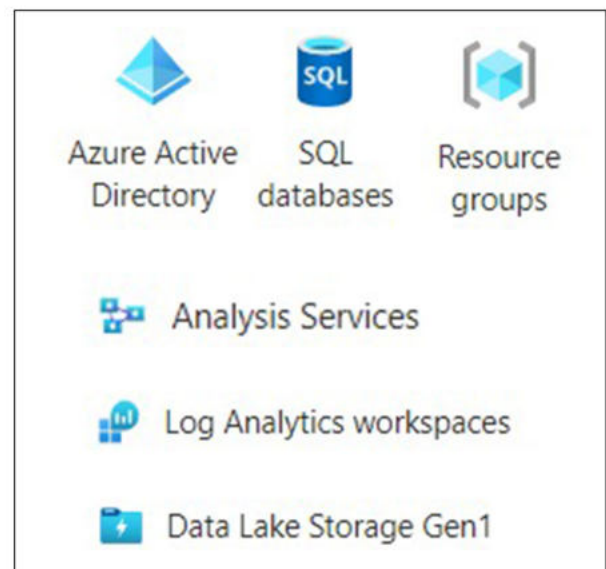 SQL
Azure Active
Directory
SQL
databases
Resource
groups
Analysis Services
Log Analytics workspaces
Data Lake Storage Gen1